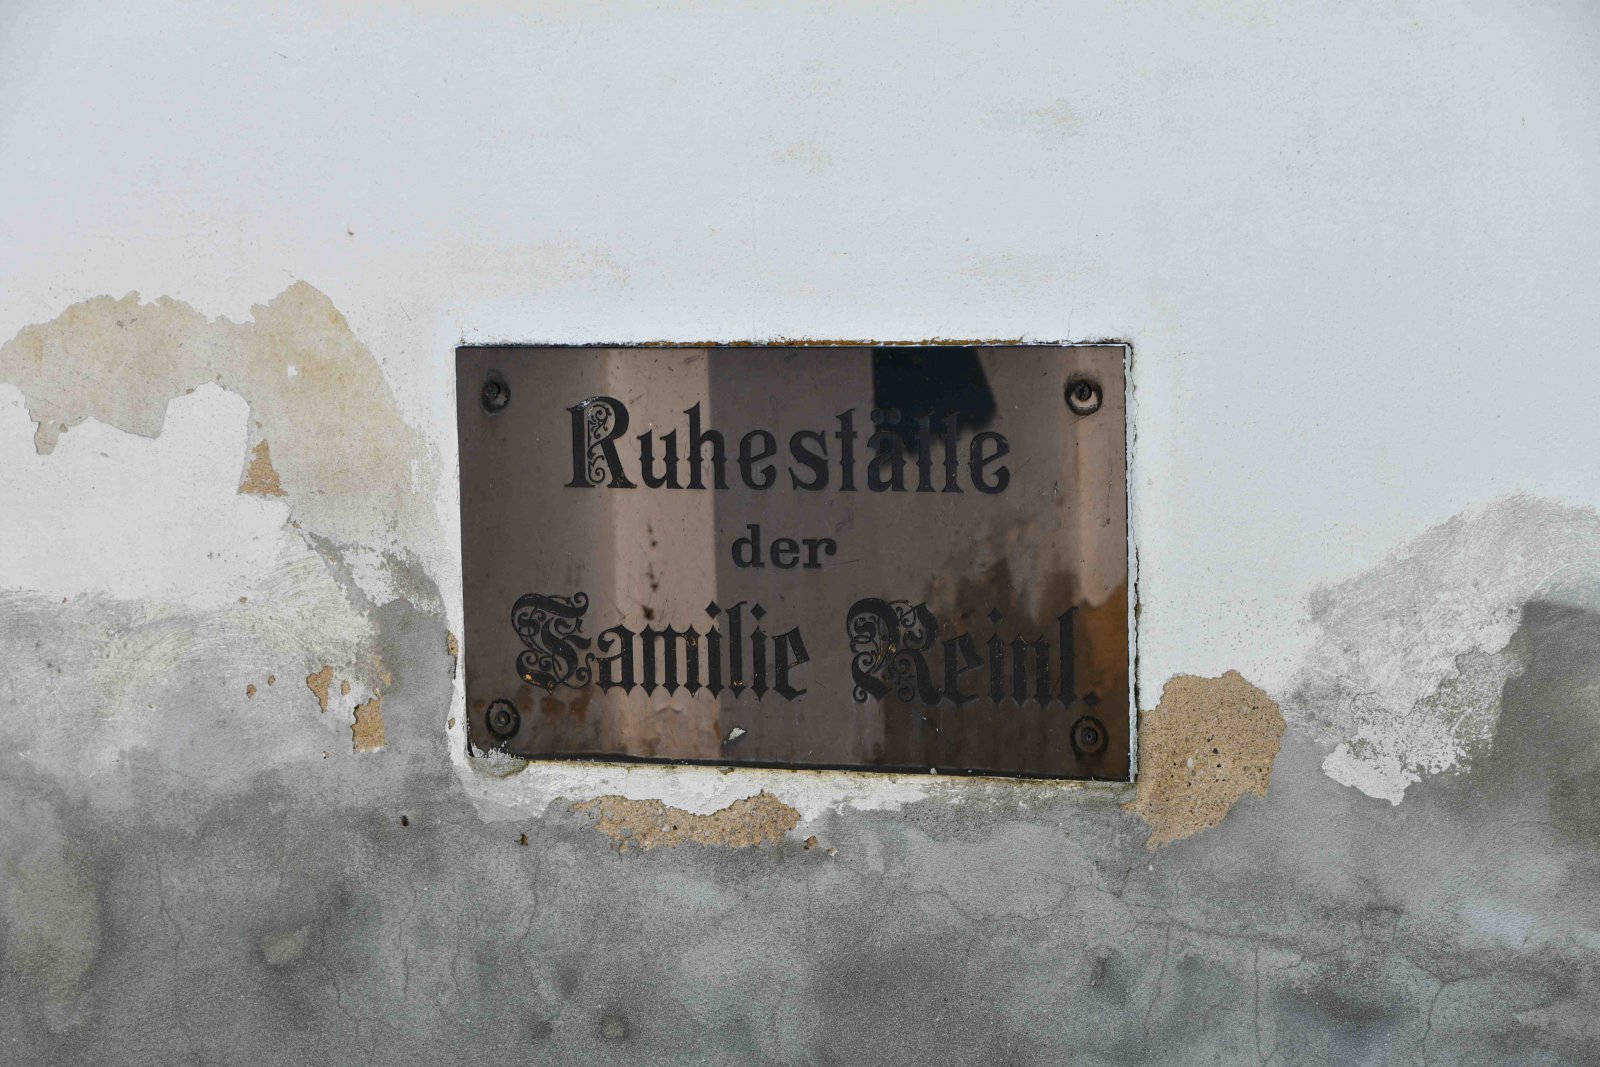 Ruhestätte
der
Familie Reinl.